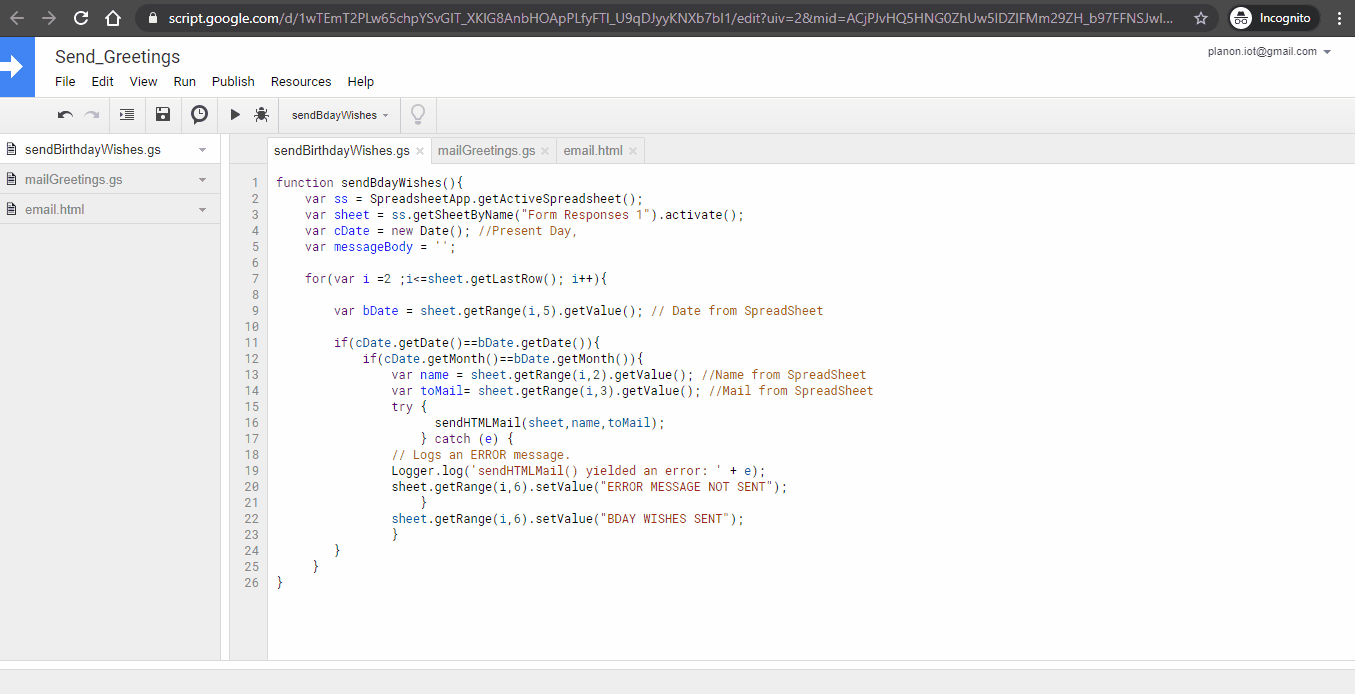 script.google.com/d/1wTEmT2PLw65chpYSvGIT_XKIG8AnbHOApPLfyFTI_U9qDJyyKNXb7bI1/edit?uiv=2&mid=ACjPJvHQ5HNG0ZhUw5IDZIFMm29ZH_b97FFNSJwI...
Incognito
Send_Greetings
planon.iot@gmail.com
File Edit View Run Publish Resources Help
sendBdayWishes
sendBirthdayWishes.gs
mailGreetings.gs
email.html
sendBirthdayWishes.gs × mailGreetings.gs × email.html ×
1 function sendBdayWishes(){
2 var ss = SpreadsheetApp.getActiveSpreadsheet();
3 var sheet = ss.getSheetByName("Form Responses 1").activate();
4 var cDate = new Date(); //Present Day,
5 var messageBody = '';
6
7 for(var i =2 ;i<=sheet.getLastRow(); i++){
8
9 var bDate = sheet.getRange(i,5).getValue(); // Date from SpreadSheet
10
11 if(cDate.getDate()==bDate.getDate()){
12 if(cDate.getMonth()==bDate.getMonth()){
13 var name = sheet.getRange(i,2).getValue(); //Name from SpreadSheet
14 var toMail= sheet.getRange(i,3).getValue(); //Mail from SpreadSheet
15 try {
16 sendHTMLMail(sheet,name,toMail);
17 } catch (e) {
18 // Logs an ERROR message.
19 Logger.log('sendHTMLMail() yielded an error: ' + e);
20 sheet.getRange(i,6).setValue("ERROR MESSAGE NOT SENT");
21 }
22 sheet.getRange(i,6).setValue("BDAY WISHES SENT");
23 }
24 }
25 }
26 }